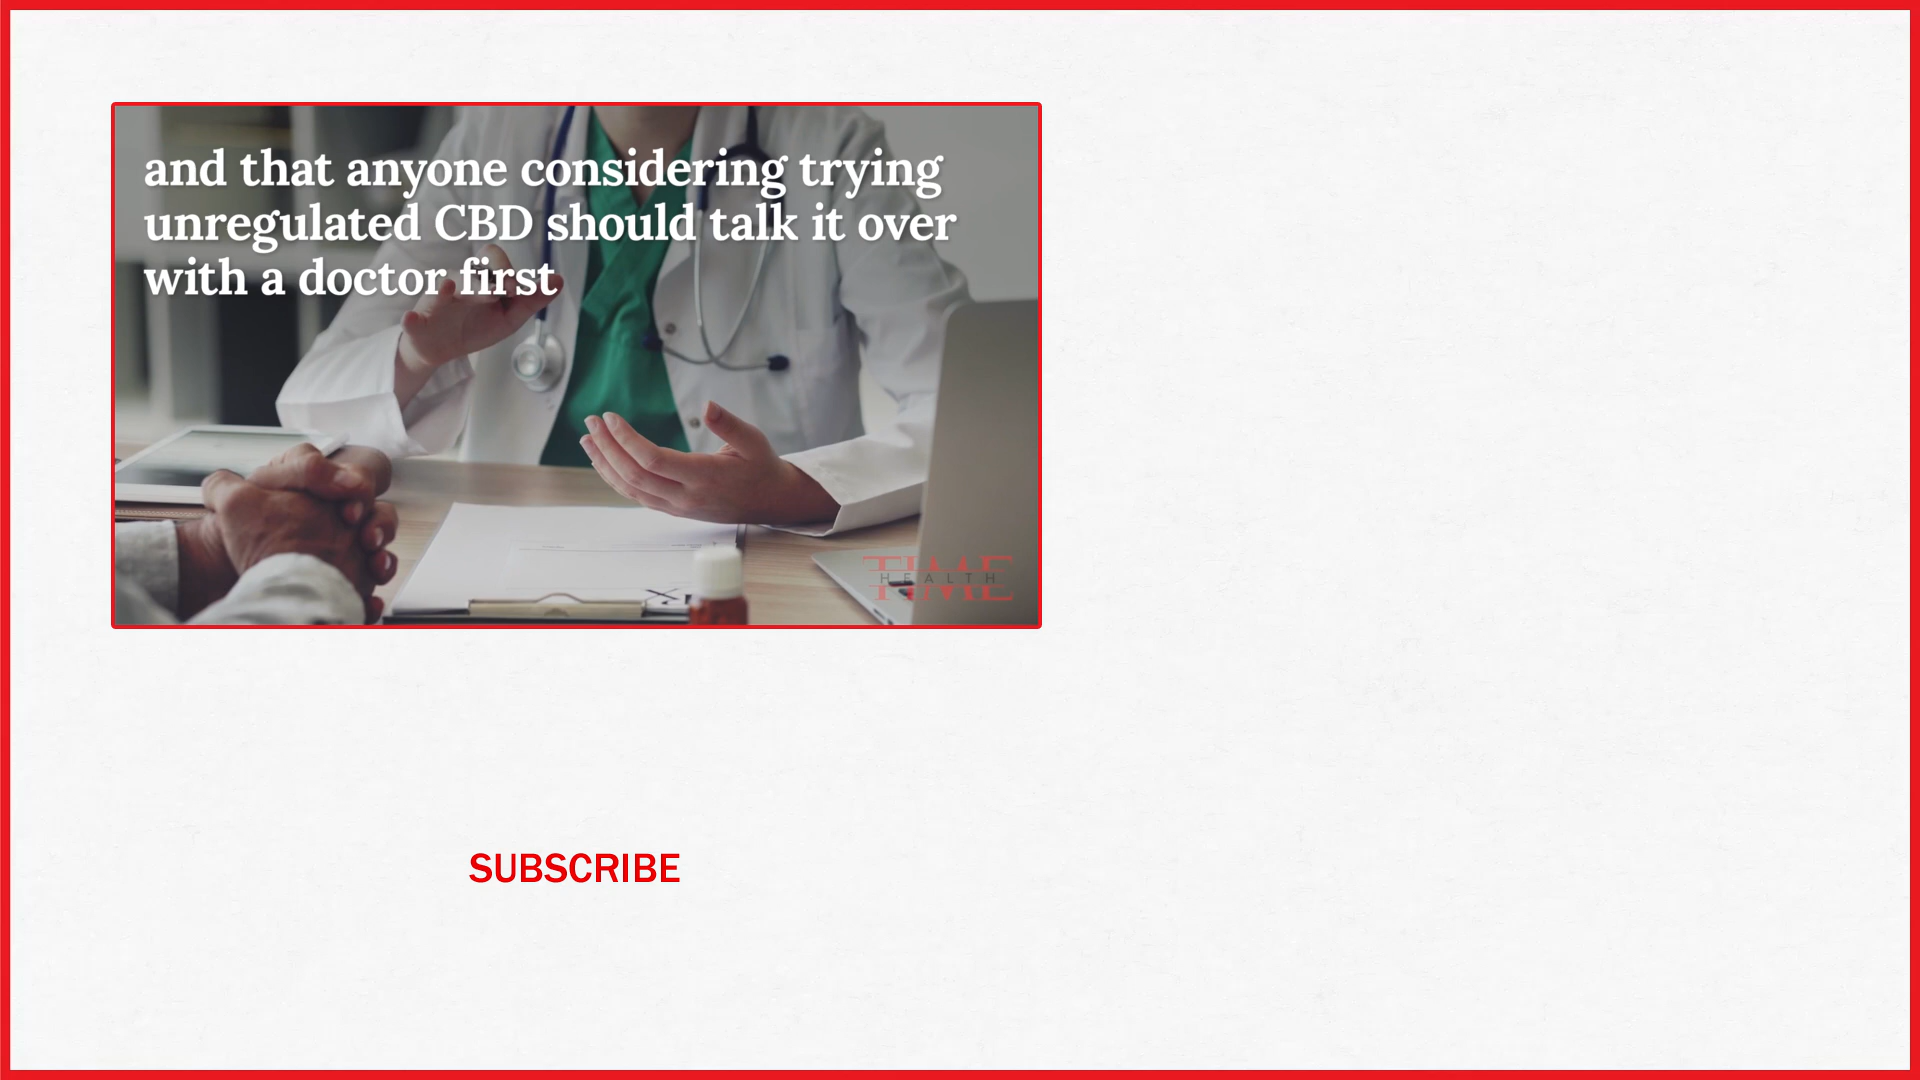 and that anyone considering trying
unregulated CBD should talk it over
with a doctor first
TIME
HEALTH
SUBSCRIBE